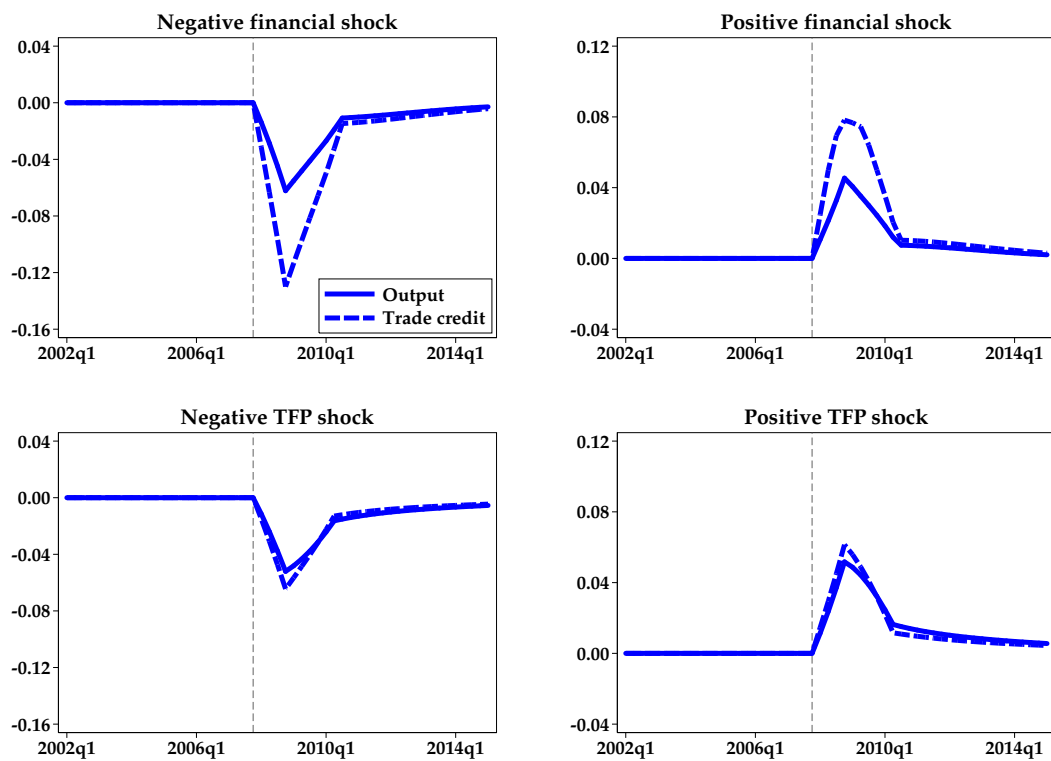 Negative financial shock
0.04
0.00
-0.04
-0.08
-0.12
-0.16
Output
Trade credit
2002q1 2006q1 2010q1 2014q1
Positive financial shock
0.12
0.08
0.04
0.00
-0.04
2002q1 2006q1 2010q1 2014q1
Negative TFP shock
0.04
0.00
-0.04
-0.08
-0.12
-0.16
2002q1 2006q1 2010q1 2014q1
Positive TFP shock
0.12
0.08
0.04
0.00
-0.04
2002q1 2006q1 2010q1 2014q1